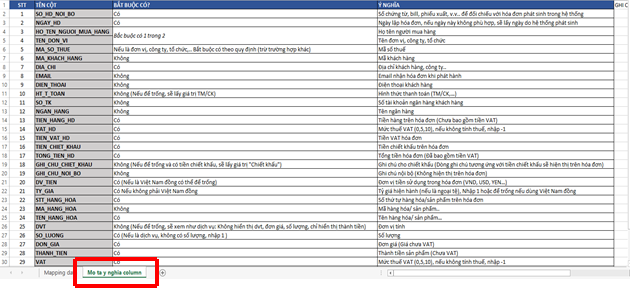 STT TÊN CỘT BẮT BUỘC CÓ? Ý NGHĨA GHI C
1 SO_HD_NOI_BO Có Số chứng từ, bill, phiếu xuất, v.v.. để đối chiếu với hóa đơn phát sinh trong hệ thống
2 NGAY_HD Có Ngày lập hóa đơn, nếu ngày này không phù hợp, sẽ lấy ngày do hệ thống phát sinh
3 HO_TEN_NGUOI_MUA_HANG Bắc buộc có 1 trong 2 Họ tên người mua hàng
4 TEN_DON_VI Tên đơn vị, công ty, tổ chức
5 MA_SO_THUE Nếu là đơn vị, công ty, tổ chức,.. Bắt buộc có theo quy định (trừ trường hợp khác) Mã số thuế
6 MA_KHACH_HANG Không Mã khách hàng
7 DIA_CHI Có Địa chỉ khách hàng, công ty..
8 EMAIL Không Email nhận hóa đơn khi phát hành
9 DIEN_THOAI Không Điện thoại khách hàng
10 HT_T_TOAN Không (Nếu để trống, sẽ lấy giá trị TM/CK) Hình thức thanh toán (TM/CK,...)
11 SO_TK Không Số tài khoản ngân hàng khách hàng
12 NGAN_HANG Không Tên ngân hàng
13 TIEN_HANG_HD Có Tiền hàng trên hóa đơn (Chưa bao gồm tiền VAT)
14 VAT_HD Có Mức thuế VAT (0,5,10), nếu không tính thuế, nhập -1
15 TIEN_VAT_HD Có Tiền VAT hóa đơn
16 TIEN_CHIET_KHAU Có Tiền chiết khấu trên hóa đơn
17 TONG_TIEN_HD Có Tổng tiền hóa đơn (Đã bao gồm tiền VAT)
18 GHI_CHU_CHIET_KHAU Không (Nếu để trống và có tiền chiết khấu, sẽ lấy giá trị "Chiết khấu") Ghi chú cho chiết khấu (Dòng ghi chú tương ứng với tiền chiết khấu sẽ hiện thị trên hóa đơn)
19 GHI_CHU_NOI_BO Không Ghi chú nội bộ (Không hiện thị trên hóa đơn)
20 DV_TIEN Có (Nếu là Việt Nam đồng có thể để trống) Đơn vị tiền sử dụng trong hóa đơn (VND, USD, YEN...)
21 TY_GIA Có Nếu không phải Việt Nam đồng Tỷ giá hiện hành (nếu là ngoại tệ), Nhập 1 hoặc để trống nếu dùng Việt Nam đồng
22 STT_HANG_HOA Có Số thứ tự hàng hóa/ sản phẩm trên hóa đơn
23 MA_HANG_HOA Không Mã hàng hóa/ sản phẩm..
24 TEN_HANG_HOA Có Tên hàng hóa/ sản phẩm...
25 DVT Không (Nếu để trống, sẽ xem như dịch vụ: Không hiển thị dvt, đơn giá, số lượng, chỉ hiển thị thành tiền) Đơn vị tính
26 SO_LUONG Có (Nếu là dịch vụ, không có số lượng, nhập 1 ) Số lượng
27 DON_GIA Có Đơn giá (Giá chưa VAT)
28 THANH_TIEN Có Thành tiền sản phẩm (Chưa VAT)
29 VAT Có Mức thuế VAT (0,5,10), nếu không tính thuế, nhập -1
Mapping da Mo ta y nghia column